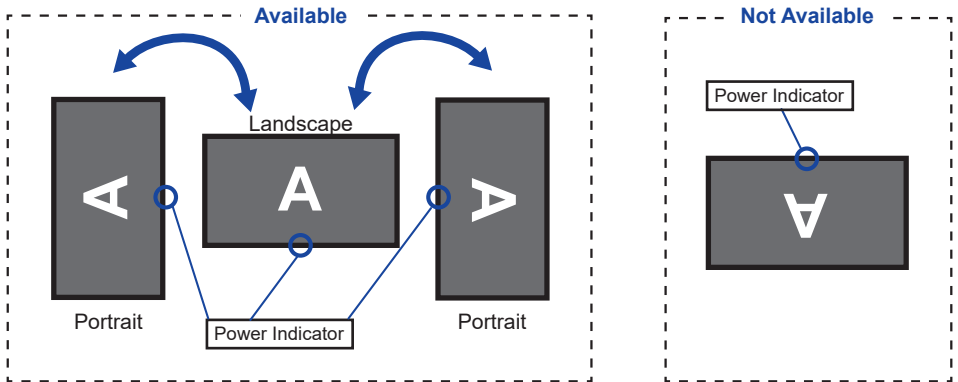 Available
Not Available
Power Indicator
Landscape
A
A
A
A
Portrait
Power Indicator
Portrait